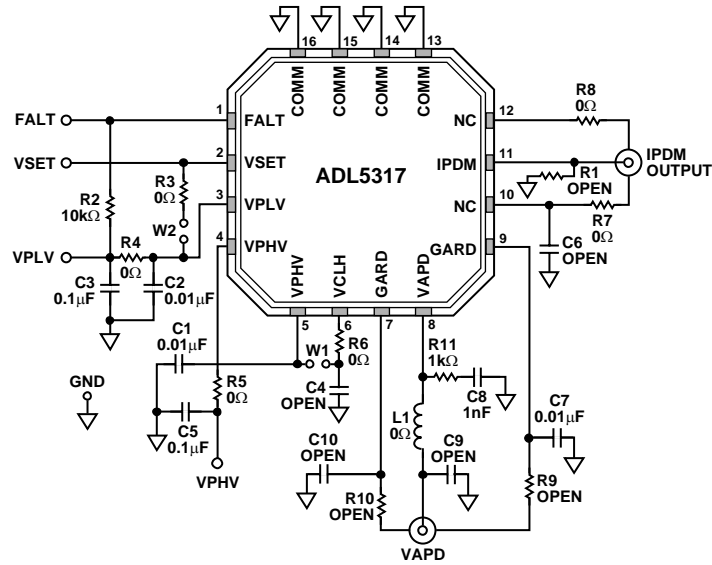 16 15 14 13
COMM COMM COMM COMM
ADL5317
FALT 1 FALT
VSET 2 VSET
R3
0Ω
3 VPLV
W2
R2
10kΩ
4 VPHV
VPLV
R4
0Ω
C3
0.1μF
C2
0.01μF
NC 12
R8
0Ω
IPDM 11
IPDM
OUTPUT
R1
OPEN
NC 10
R7
0Ω
C6
OPEN
GARD 9
VPHV VCLH GARD VAPD
5 6 7 8
C1
0.01μF
W1
R6
0Ω
R11
1kΩ
C4
OPEN
R5
0Ω
C8
1nF
GND
L1
0Ω
C7
0.01μF
C5
0.1μF
VPHV
C10
OPEN
C9
OPEN
R10
OPEN
R9
OPEN
VAPD